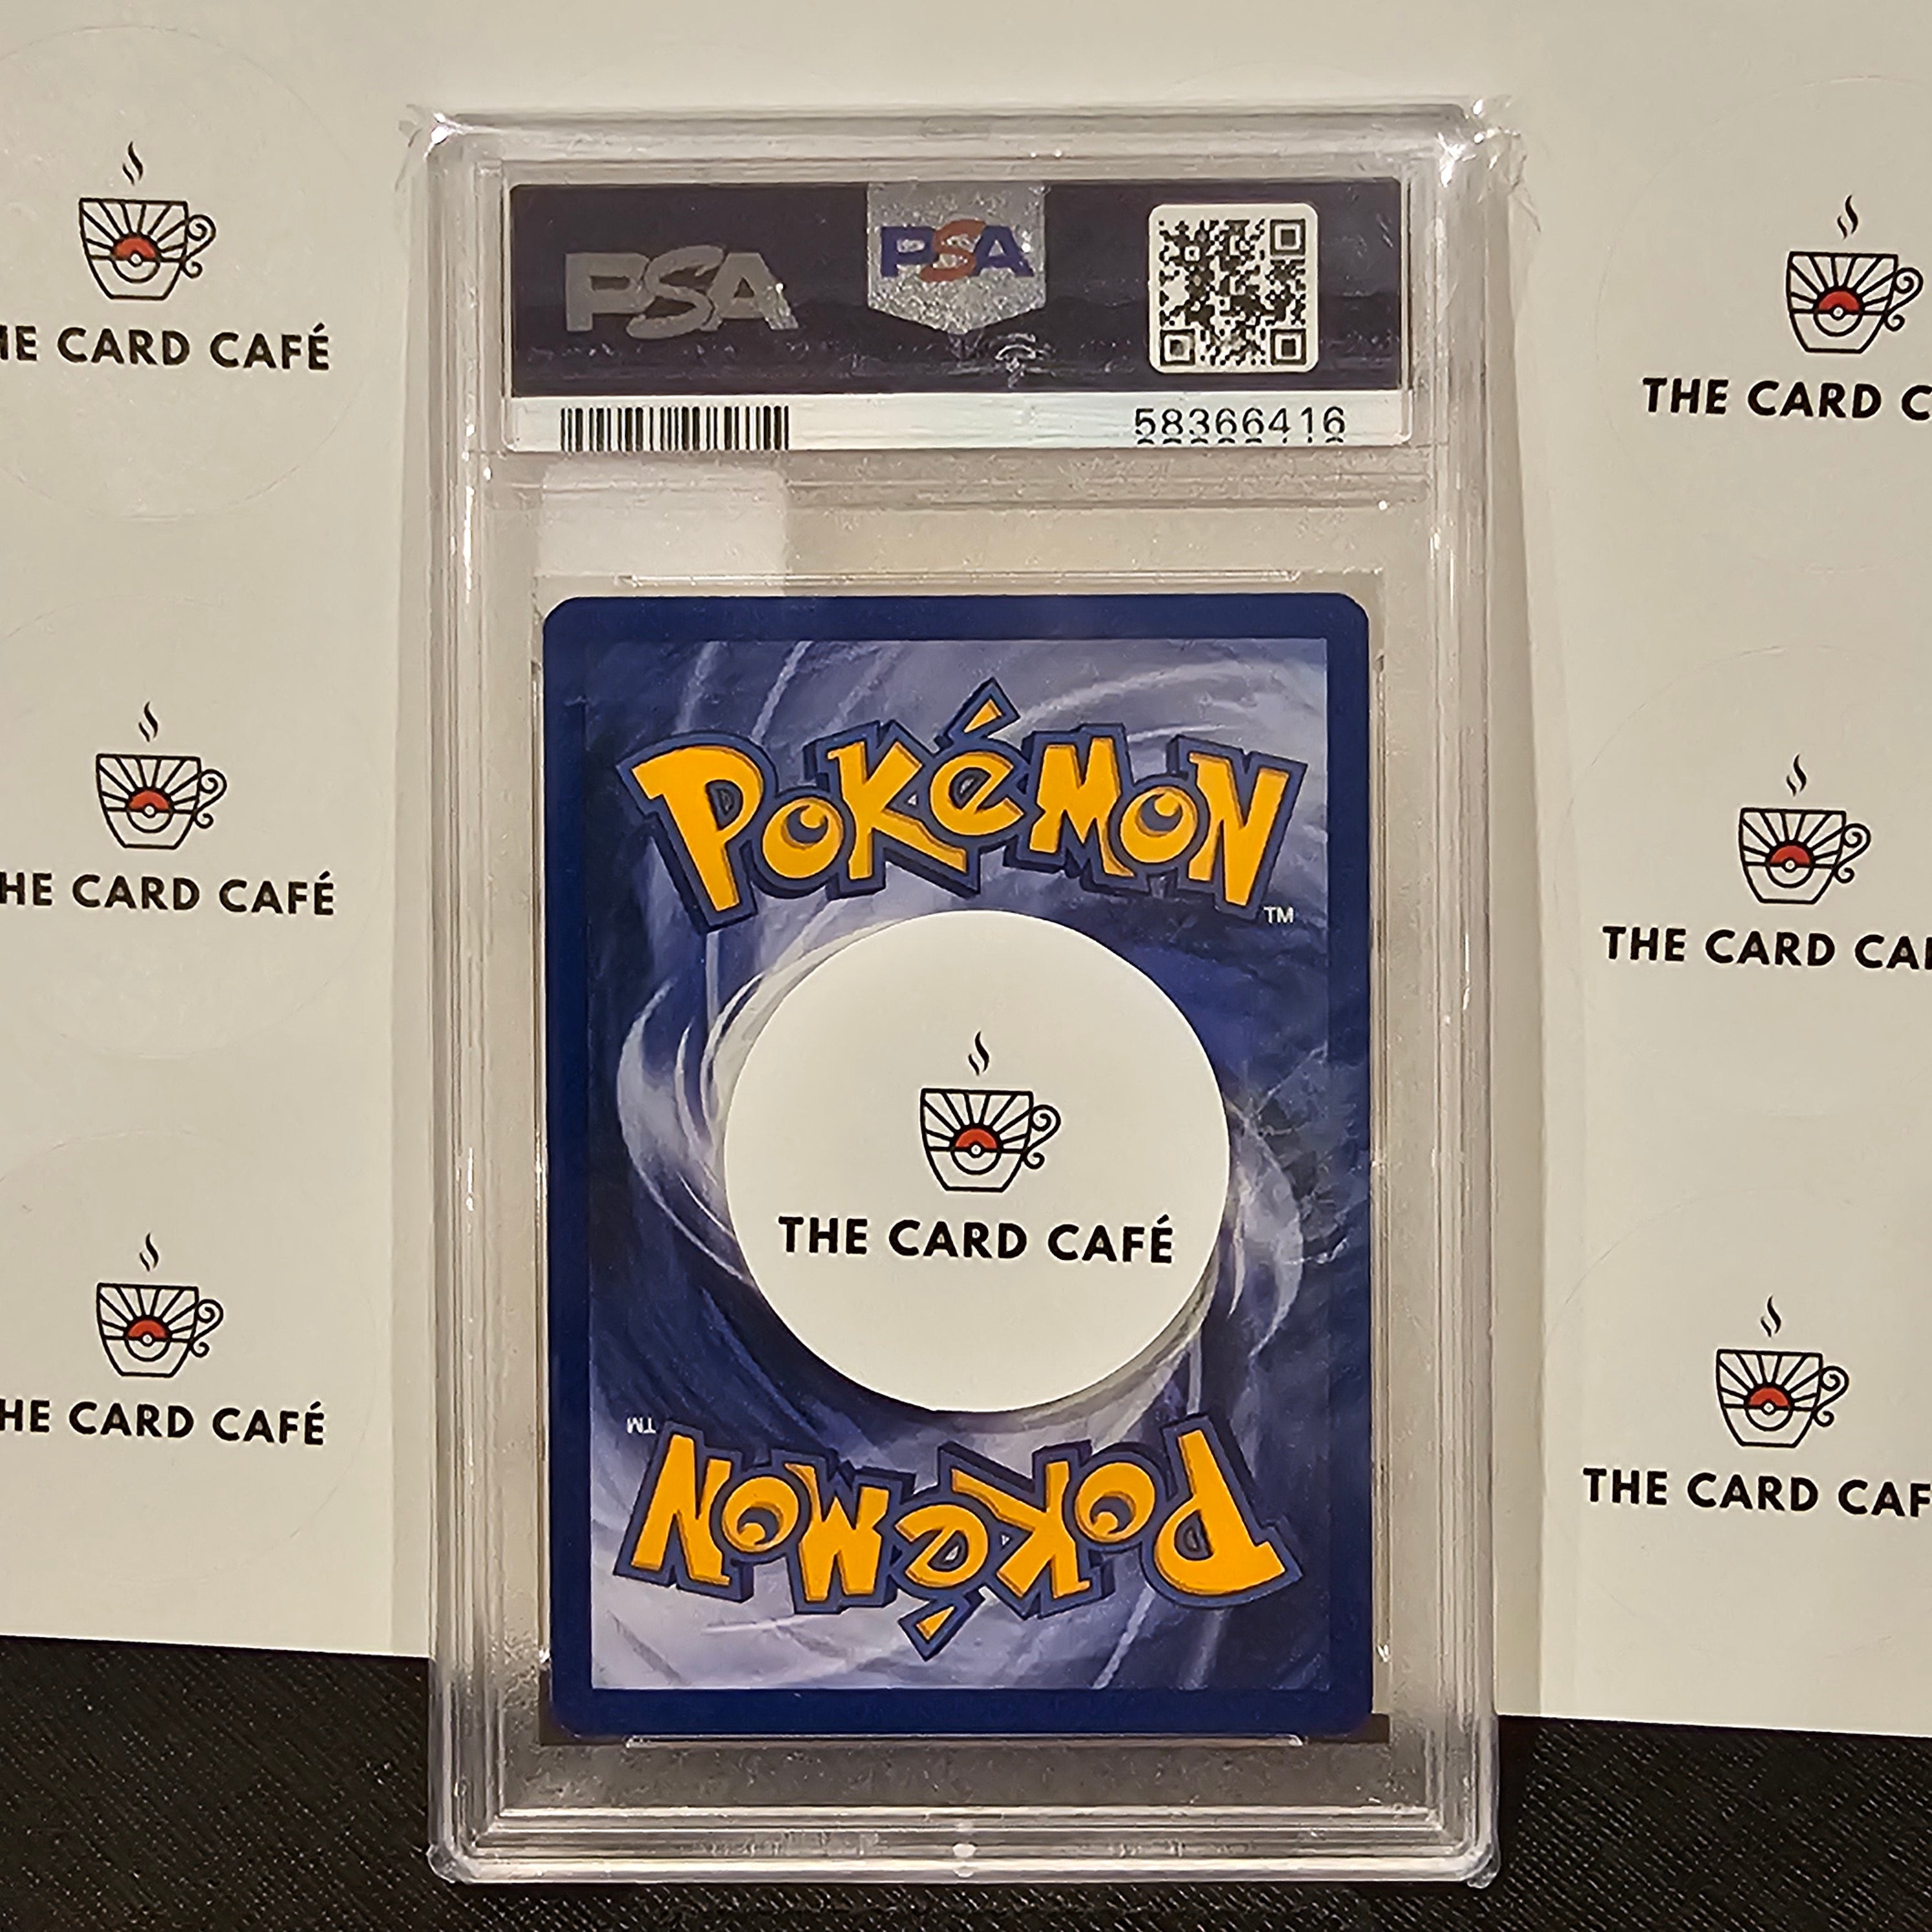 PSA
PSA
58366416
POKéMON
TM
THE CARD CAFÉ
TM
POKéMON
HE CARD CAFÉ
HE CARD CAFÉ
HE CARD CAFÉ
THE CARD C
THE CARD CAF
THE CARD CAF